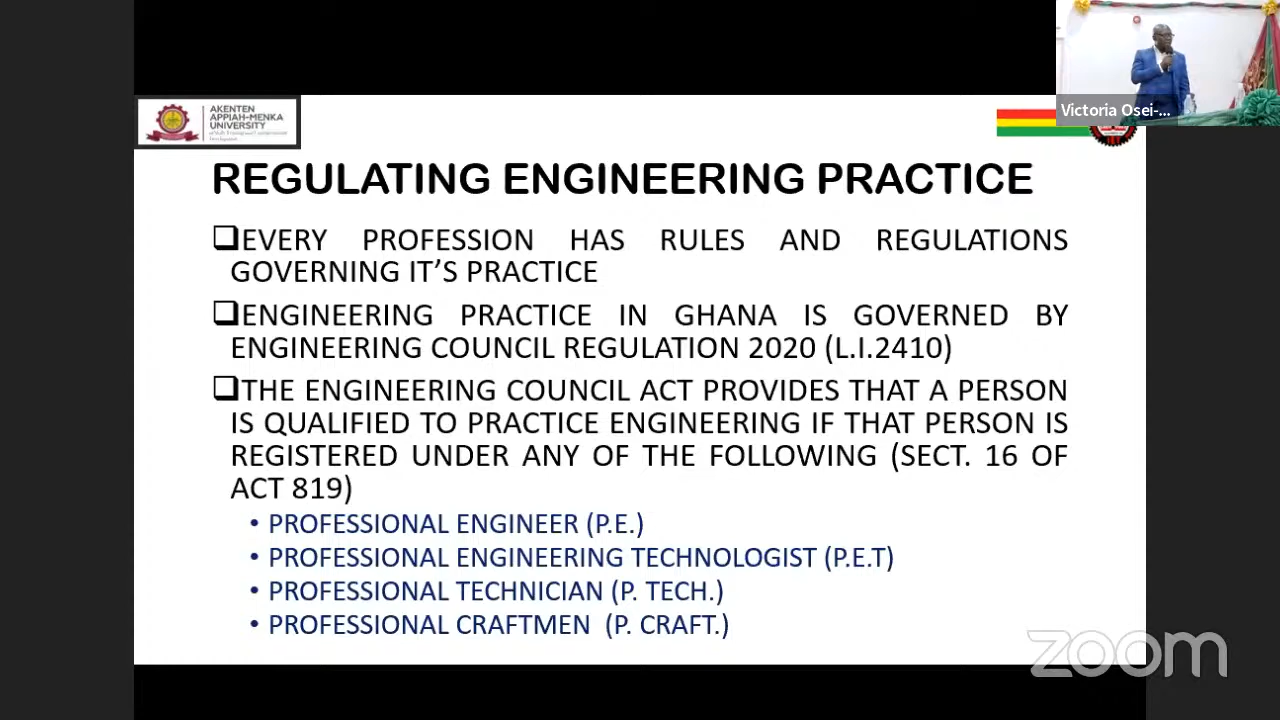 Victoria Osei-...
AKENTEN
APPIAH-MENKA
UNIVERSITY
REGULATING ENGINEERING PRACTICE
❑EVERY PROFESSION HAS RULES AND REGULATIONS
GOVERNING IT’S PRACTICE
❑ENGINEERING PRACTICE IN GHANA IS GOVERNED BY
ENGINEERING COUNCIL REGULATION 2020 (L.I.2410)
❑THE ENGINEERING COUNCIL ACT PROVIDES THAT A PERSON
IS QUALIFIED TO PRACTICE ENGINEERING IF THAT PERSON IS
REGISTERED UNDER ANY OF THE FOLLOWING (SECT. 16 OF
ACT 819)
• PROFESSIONAL ENGINEER (P.E.)
• PROFESSIONAL ENGINEERING TECHNOLOGIST (P.E.T)
• PROFESSIONAL TECHNICIAN (P. TECH.)
• PROFESSIONAL CRAFTMEN (P. CRAFT.)
zoom